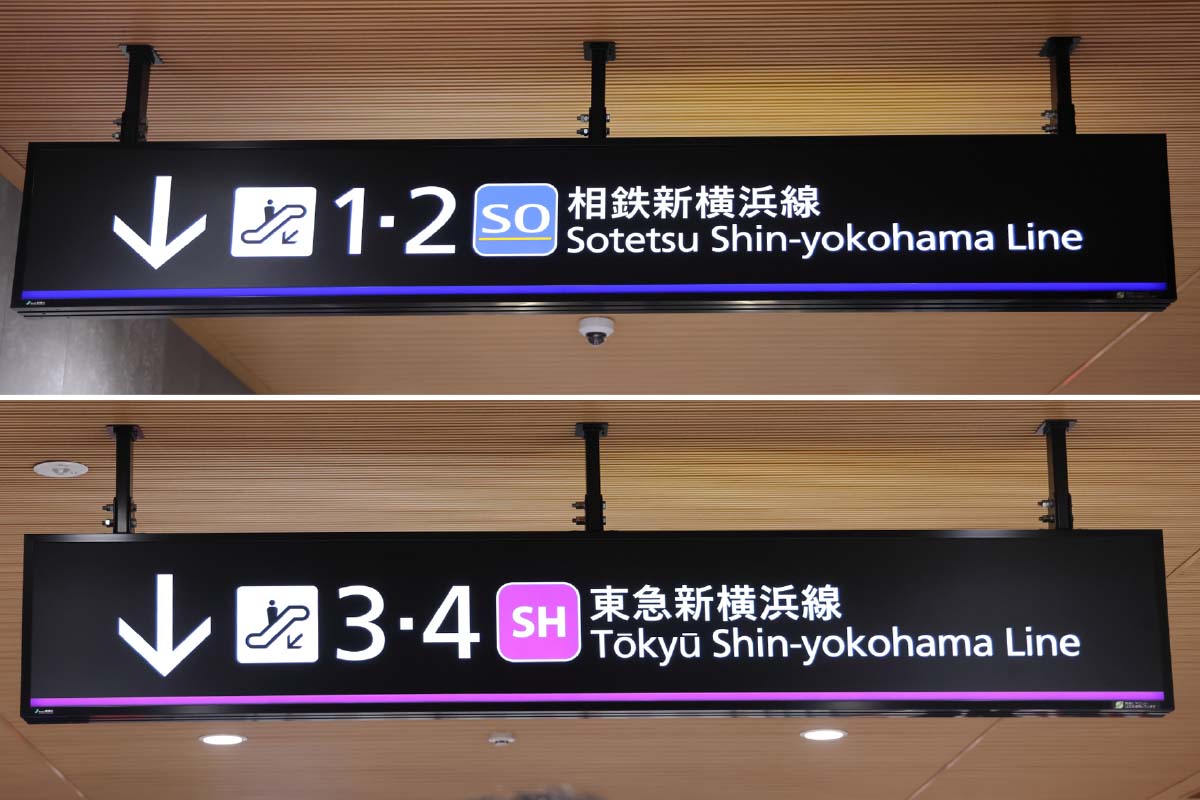 1・2 SO 相鉄新横浜線
Sotetsu Shin-yokohama Line
3・4 SH 東急新横浜線
Tōkyū Shin-yokohama Line